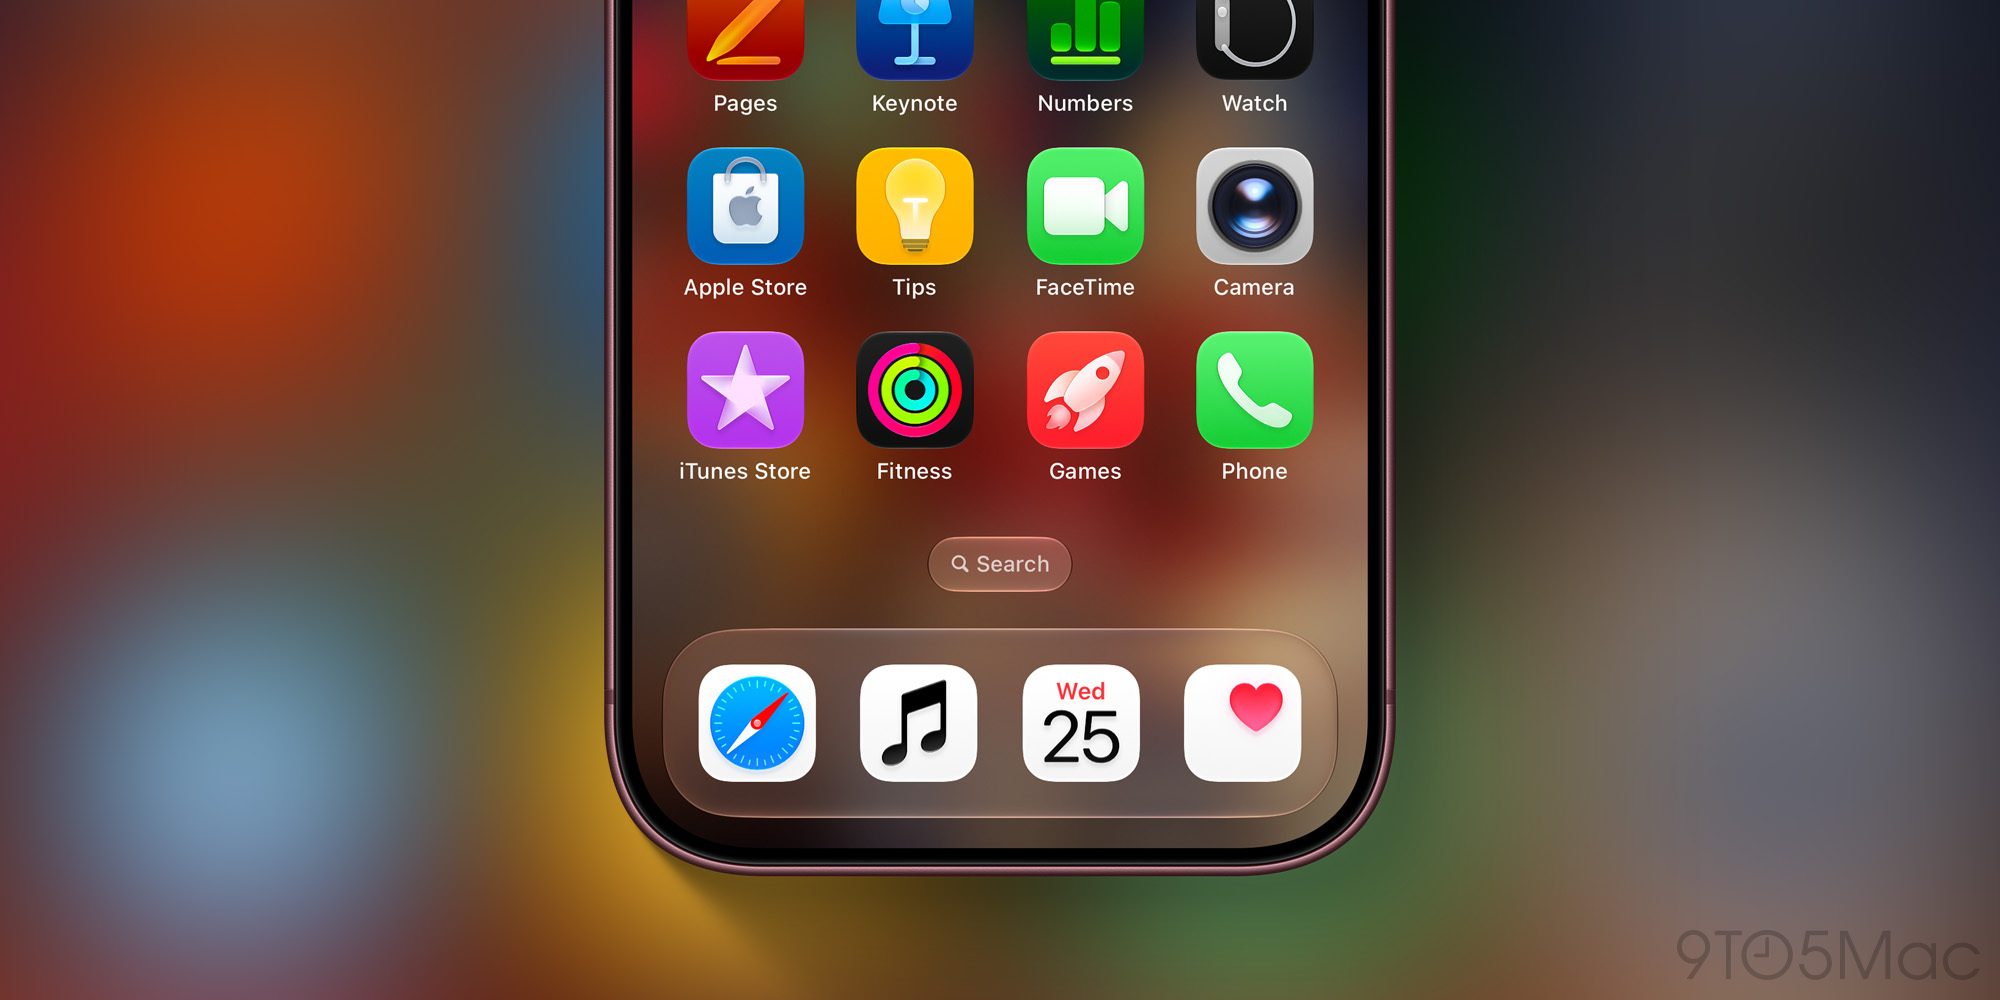 Pages
Keynote
Numbers
Watch
Apple Store
Tips
FaceTime
Camera
iTunes Store
Fitness
Games
Phone
Search
Wed
25
9TO5Mac